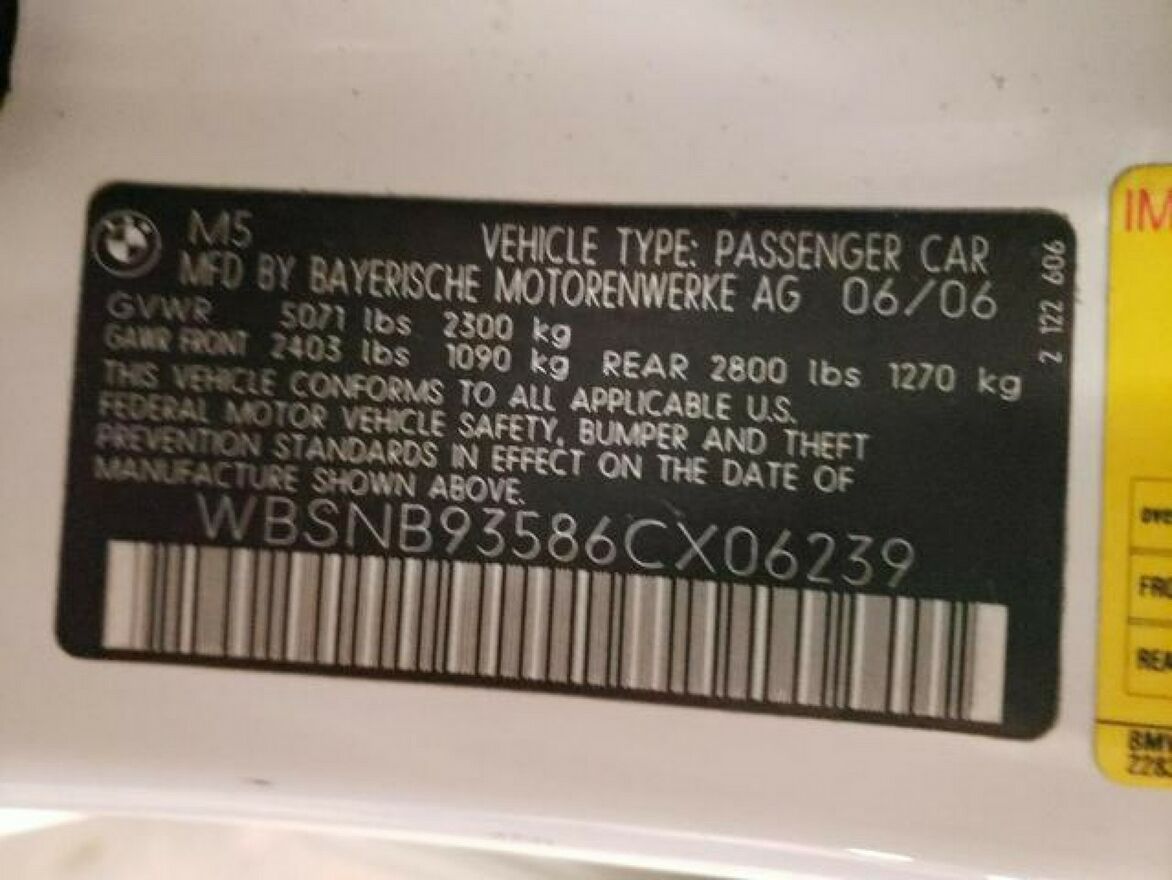 M5 VEHICLE TYPE: PASSENGER CAR
MFD BY BAYERISCHE MOTORENWERKE AG 06/06
GVWR 5071 lbs 2300 kg
GAWR FRONT 2403 lbs 1090 kg REAR 2800 lbs 1270 kg
THIS VEHICLE CONFORMS TO ALL APPLICABLE U.S.
FEDERAL MOTOR VEHICLE SAFETY, BUMPER AND THEFT
PREVENTION STANDARDS IN EFFECT ON THE DATE OF
MANUFACTURE SHOWN ABOVE.
WBSNB93586CX06239
2 122 606
BMW